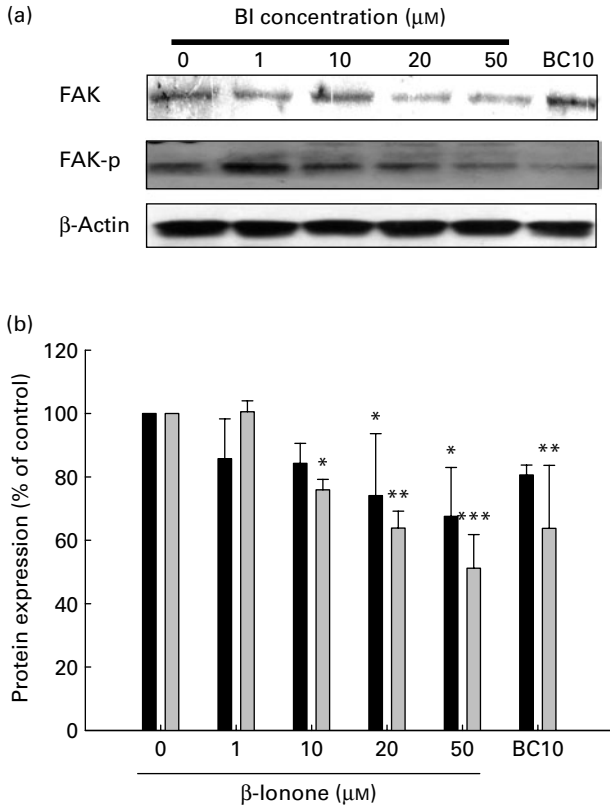 (a)
BI concentration (μM)
0 1 10 20 50 BC10
FAK
FAK-p
β-Actin
(b)
Protein expression (% of control)
120
100
80
60
40
20
0
* ** * ** * *** **
0 1 10 20 50 BC10
β-Ionone (μM)